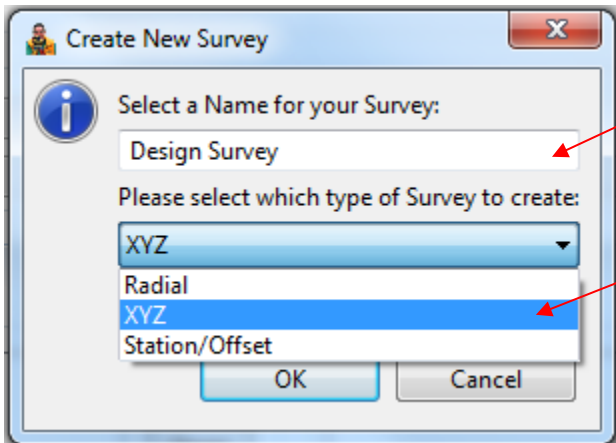 Create New Survey
Select a Name for your Survey:
Design Survey
Please select which type of Survey to create:
XYZ
Radial
XYZ
Station/Offset
OK
Cancel